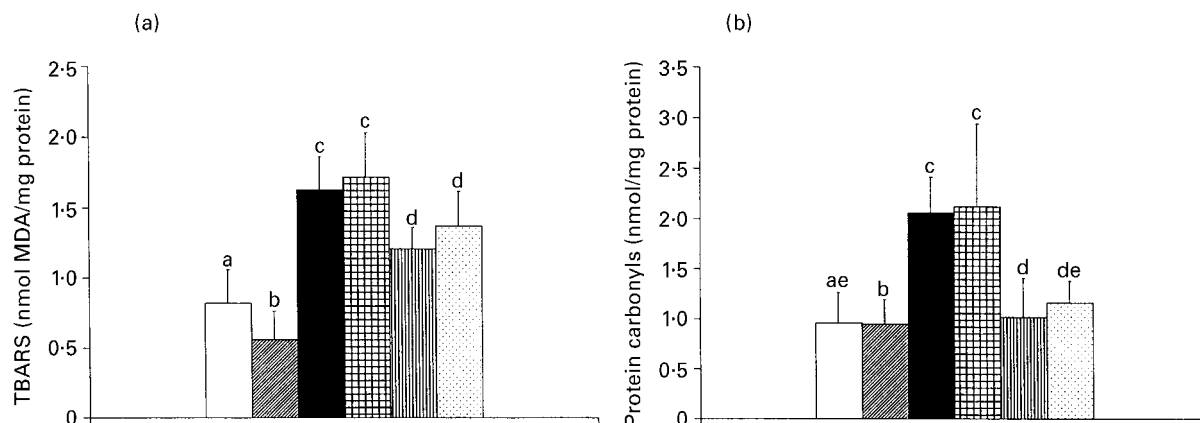 (a)
TBARS (nmol MDA/mg protein)
2·5
2·0
1·5
1·0
0·5
0
a
b
c
c
d
d
(b)
Protein carbonyls (nmol/mg protein)
3·5
3·0
2·5
2·0
1·5
1·0
0·5
0
ae
b
c
c
d
de